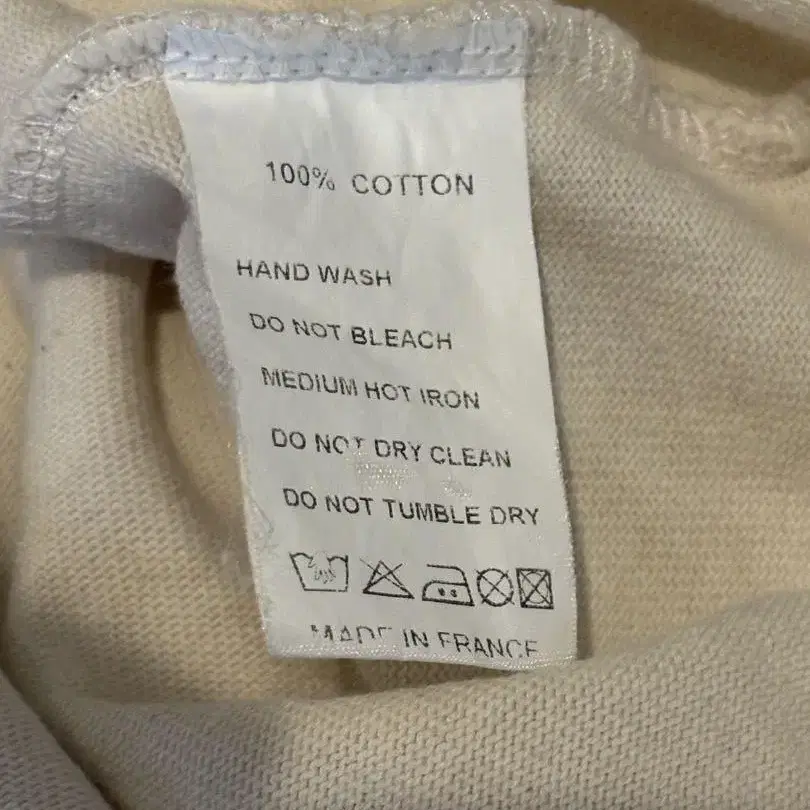 100% COTTON
HAND WASH
DO NOT BLEACH
MEDIUM HOT IRON
DO NOT DRY CLEAN
DO NOT TUMBLE DRY
MADE IN FRANCE